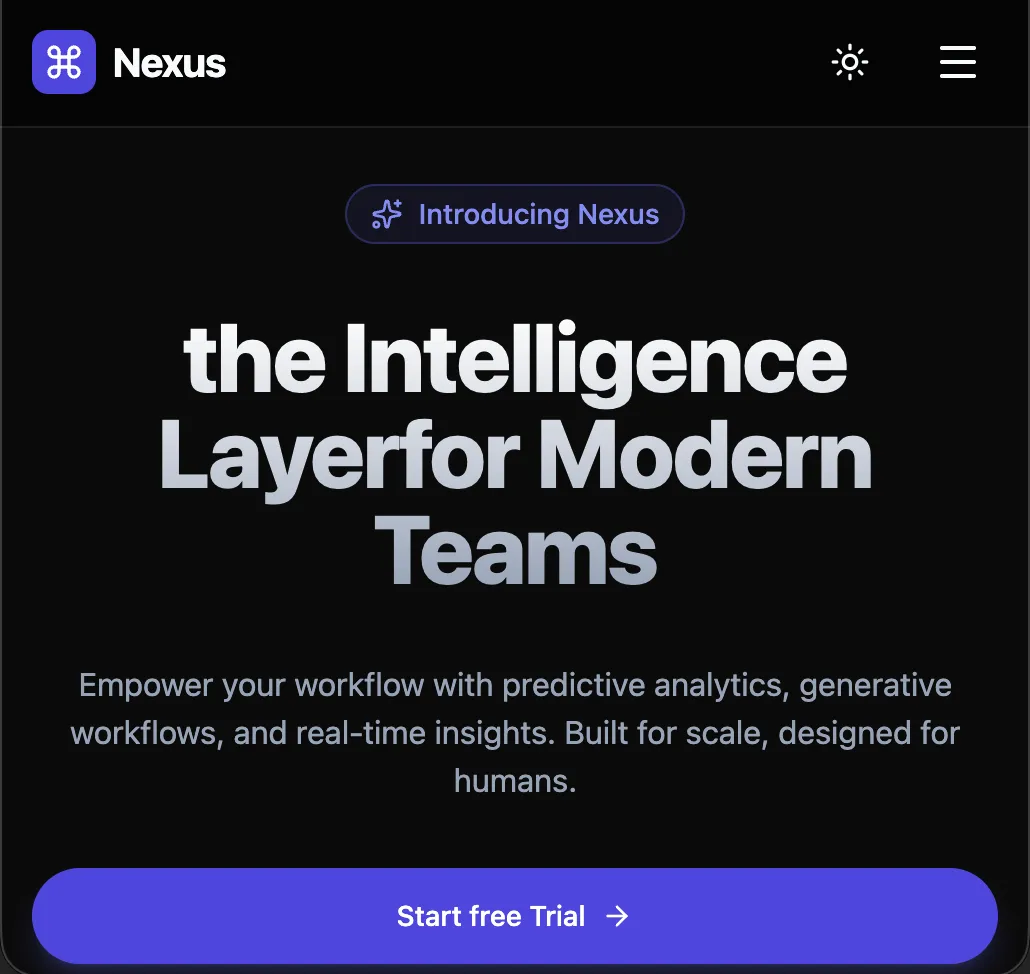 Nexus
Introducing Nexus
the Intelligence
Layerfor Modern
Teams
Empower your workflow with predictive analytics, generative
workflows, and real-time insights. Built for scale, designed for
humans.
Start free Trial →